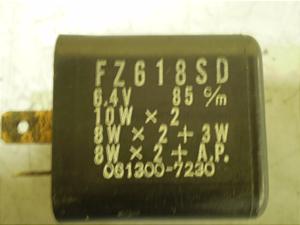 FZ618SD
6.4V 85 c/m
10W × 2
8W × 2 + 3W
8W × 2 + A.P.
061300-7230